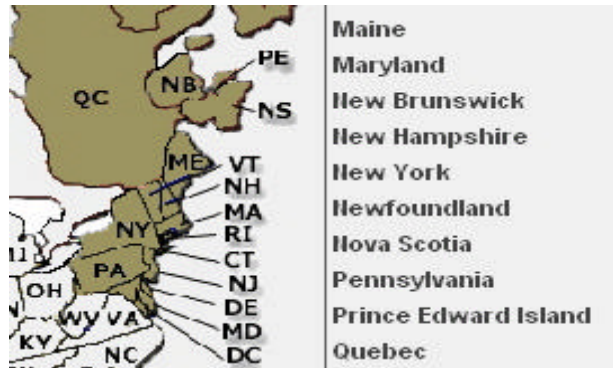 PE
NB
QC
NS
ME
VT
NH
MA
NY
RI
CT
PA
NJ
OH
DE
WV
VA
MD
KY
NC
DC
Maine
Maryland
New Brunswick
New Hampshire
New York
Newfoundland
Nova Scotia
Pennsylvania
Prince Edward Island
Quebec